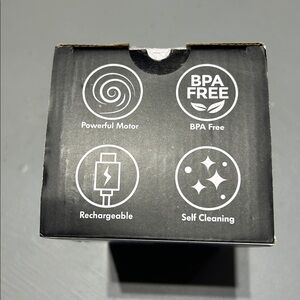 Powerful Motor
BPA
FREE
BPA Free
Rechargeable
Self Cleaning